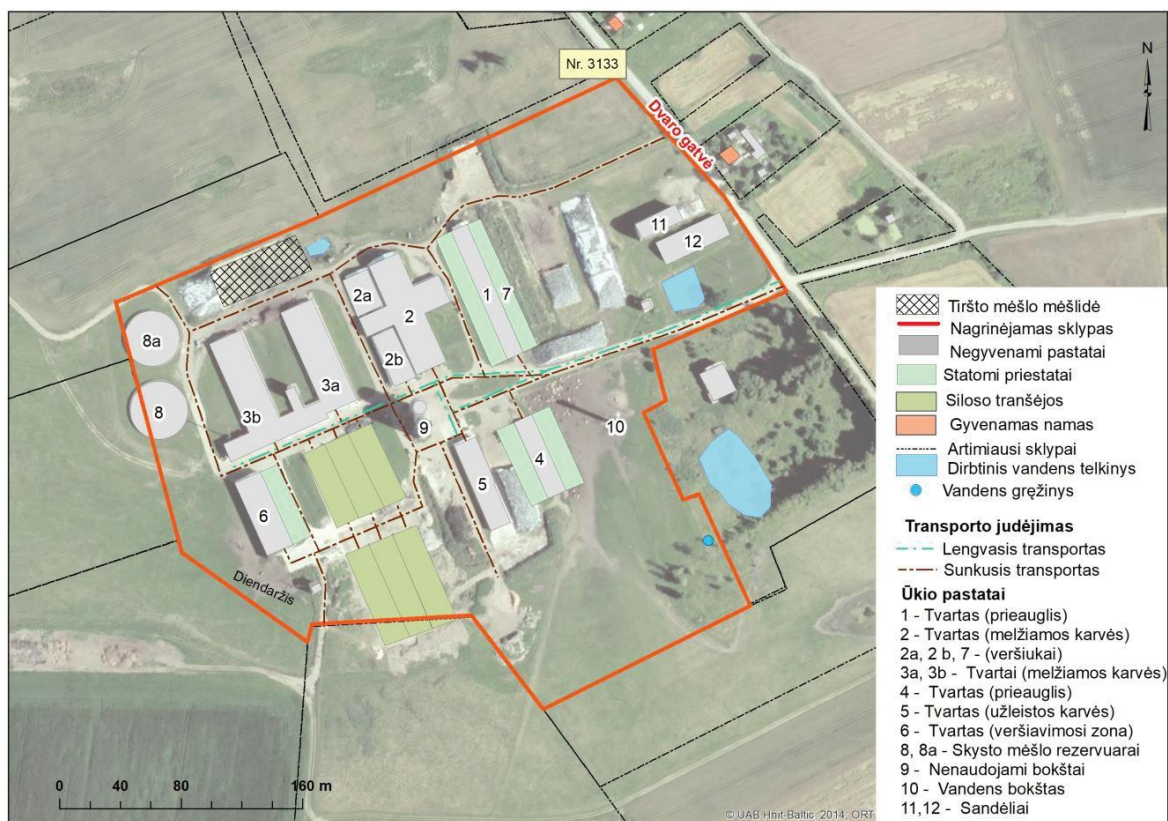 Nr. 3133
N
Dvaro gatvė
11
12
2a
1
7
2
8a
2b
3a
8
3b
9
10
4
5
6
Diendaržis
0 40 80 160 m
Tiršto mėšlo mėšlidė
Nagrinėjamas sklypas
Negyvenami pastatai
Statomi priestatai
Siloso tranšėjos
Gyvenamas namas
Artimiausi sklypai
Dirbtinis vandens telkinys
Vandens gręžinys
Transporto judėjimas
Lengvasis transportas
Sunkusis transportas
Ūkio pastatai
1 - Tvartas (prieauglis)
2 - Tvartas (melžiamos karvės)
2a, 2 b, 7 - (veršiukai)
3a, 3b - Tvartai (melžiamos karvės)
4 - Tvartas (prieauglis)
5 - Tvartas (užleistos karvės)
6 - Tvartas (veršiavimosi zona)
8, 8a - Skysto mėšlo rezervuarai
9 - Nenaudojami bokštai
10 - Vandens bokštas
11,12 - Sandėliai
© UAB Hnit-Baltic, 2014; ORT